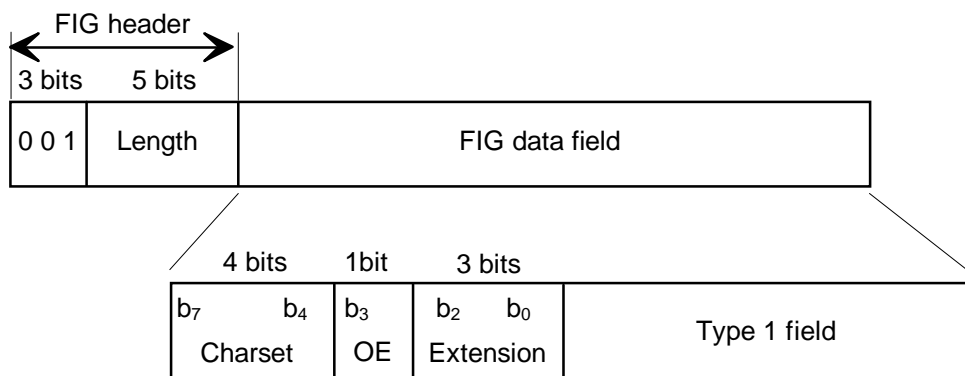 FIG header
3 bits 5 bits
0 0 1 Length FIG data field
4 bits 1bit 3 bits
b7 b4 b3 b2 b0
Charset OE Extension Type 1 field